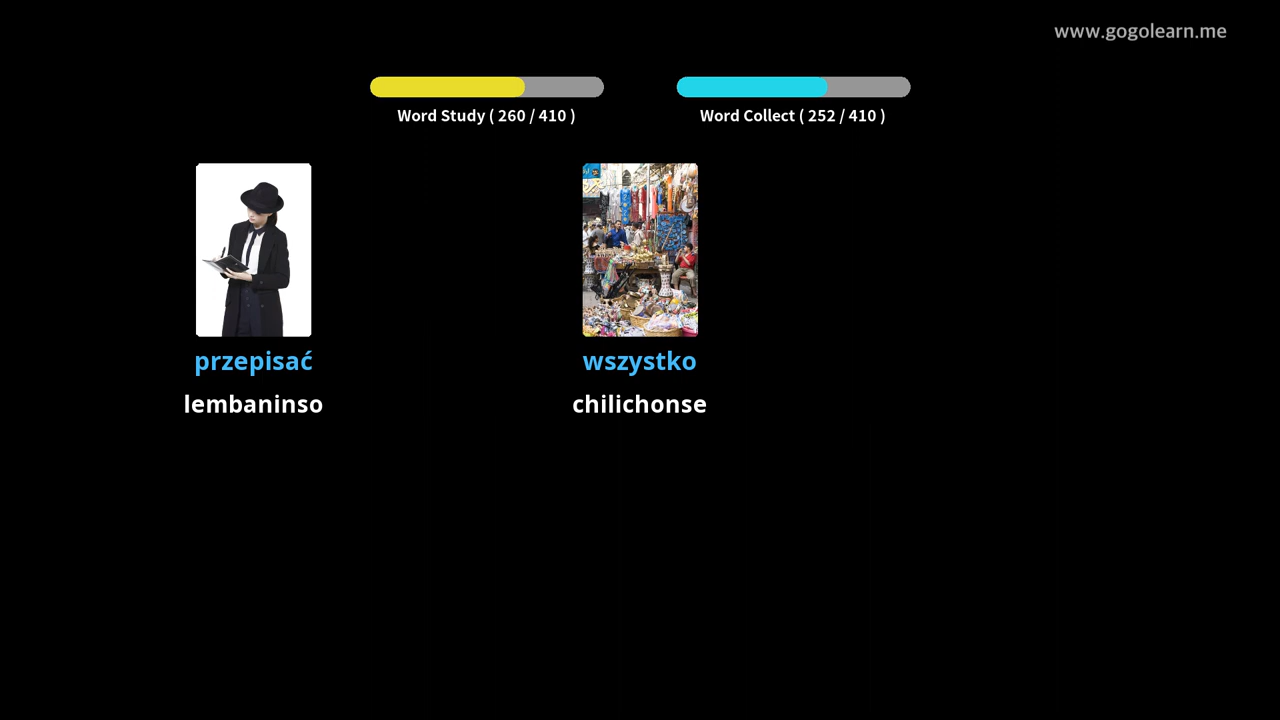 www.gogolearn.me
Word Study ( 260 / 410 )
Word Collect ( 252 / 410 )
przepisać
wszystko
lembaninso
chilichonse